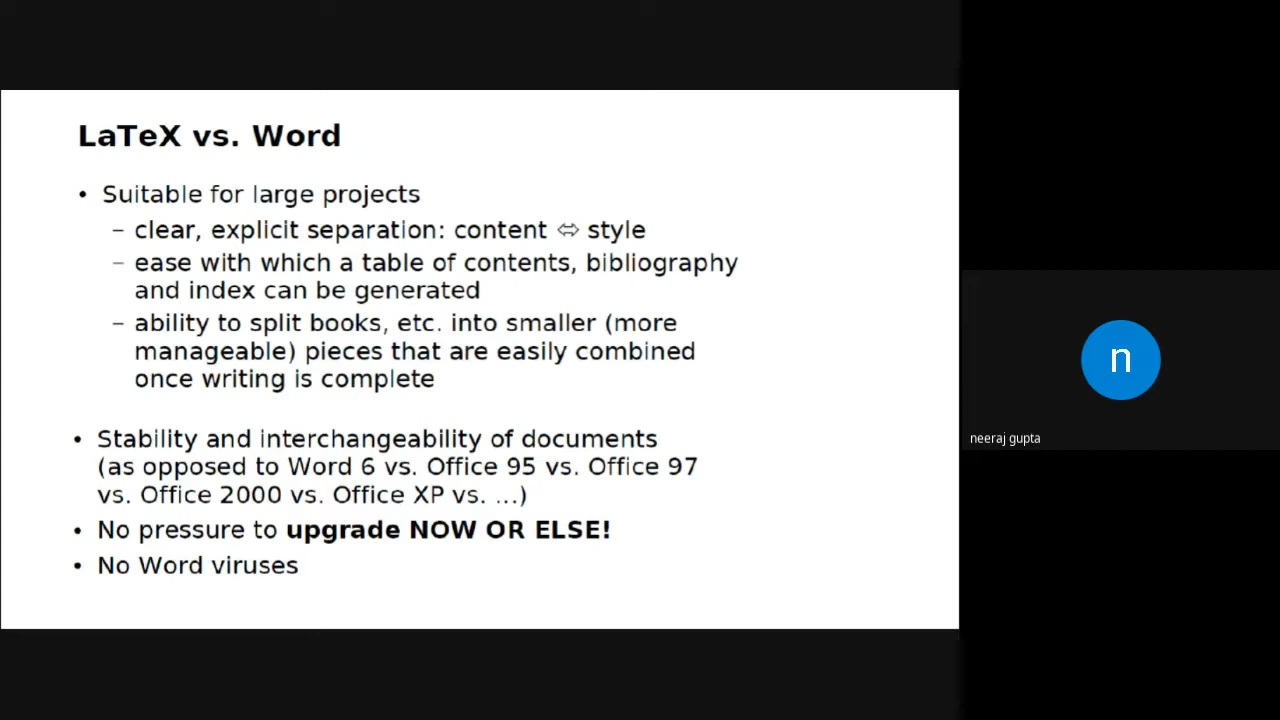 LaTeX vs. Word
• Suitable for large projects
– clear, explicit separation: content ⇔ style
– ease with which a table of contents, bibliography
and index can be generated
– ability to split books, etc. into smaller (more
manageable) pieces that are easily combined
once writing is complete
• Stability and interchangeability of documents
(as opposed to Word 6 vs. Office 95 vs. Office 97
vs. Office 2000 vs. Office XP vs. ...)
• No pressure to upgrade NOW OR ELSE!
• No Word viruses
n
neeraj gupta